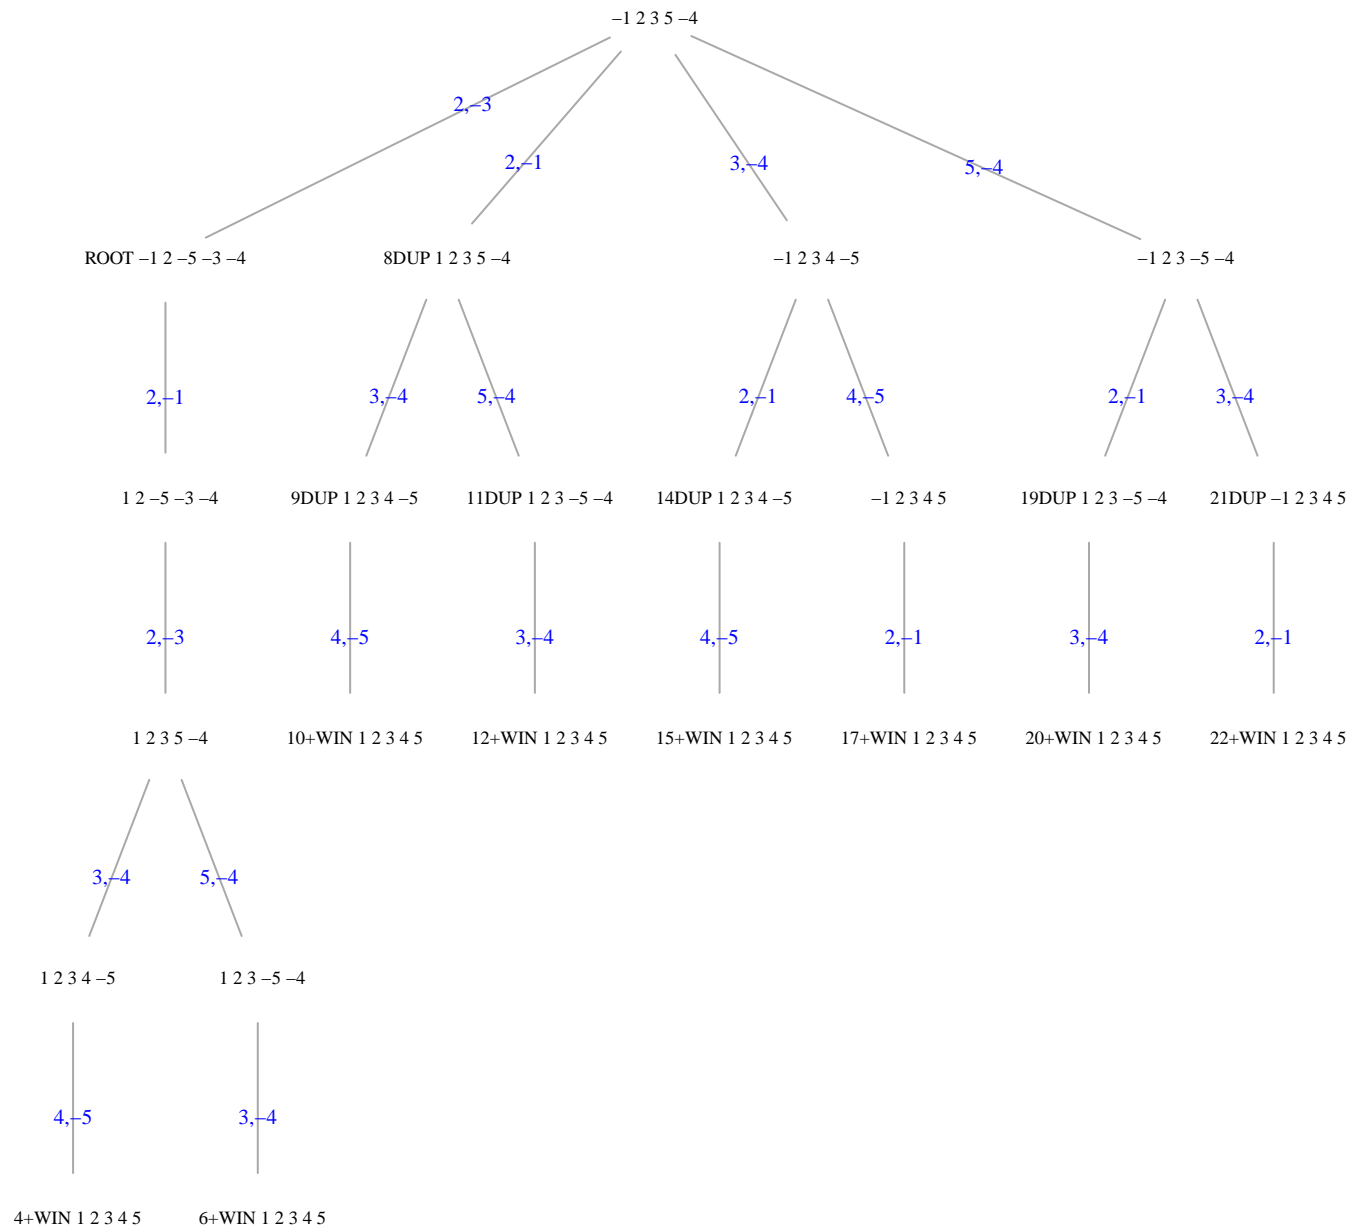 –1 2 3 5 –4
2,–3
2,–1
3,–4
5,–4
ROOT –1 2 –5 –3 –4
8DUP 1 2 3 5 –4
–1 2 3 4 –5
–1 2 3 –5 –4
2,–1
3,–4
5,–4
2,–1
4,–5
2,–1
3,–4
1 2 –5 –3 –4
9DUP 1 2 3 4 –5
11DUP 1 2 3 –5 –4
14DUP 1 2 3 4 –5
–1 2 3 4 5
19DUP 1 2 3 –5 –4
21DUP –1 2 3 4 5
2,–3
4,–5
3,–4
4,–5
2,–1
3,–4
2,–1
1 2 3 5 –4
10+WIN 1 2 3 4 5
12+WIN 1 2 3 4 5
15+WIN 1 2 3 4 5
17+WIN 1 2 3 4 5
20+WIN 1 2 3 4 5
22+WIN 1 2 3 4 5
3,–4
5,–4
1 2 3 4 –5
1 2 3 –5 –4
4,–5
3,–4
4+WIN 1 2 3 4 5
6+WIN 1 2 3 4 5